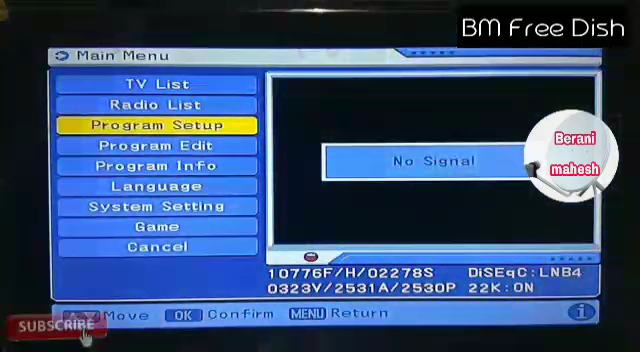 BM Free Dish
Main Menu
TV List
Radio List
Program Setup
Program Edit
Program Info
Language
System Setting
Game
Cancel
No Signal
Berani
mahesh
10776F/H/02278S DiSEqC:LNB4
0323V/2531A/2530P 22K:ON
Move OK Confirm MENU Return
SUBSCRIBE